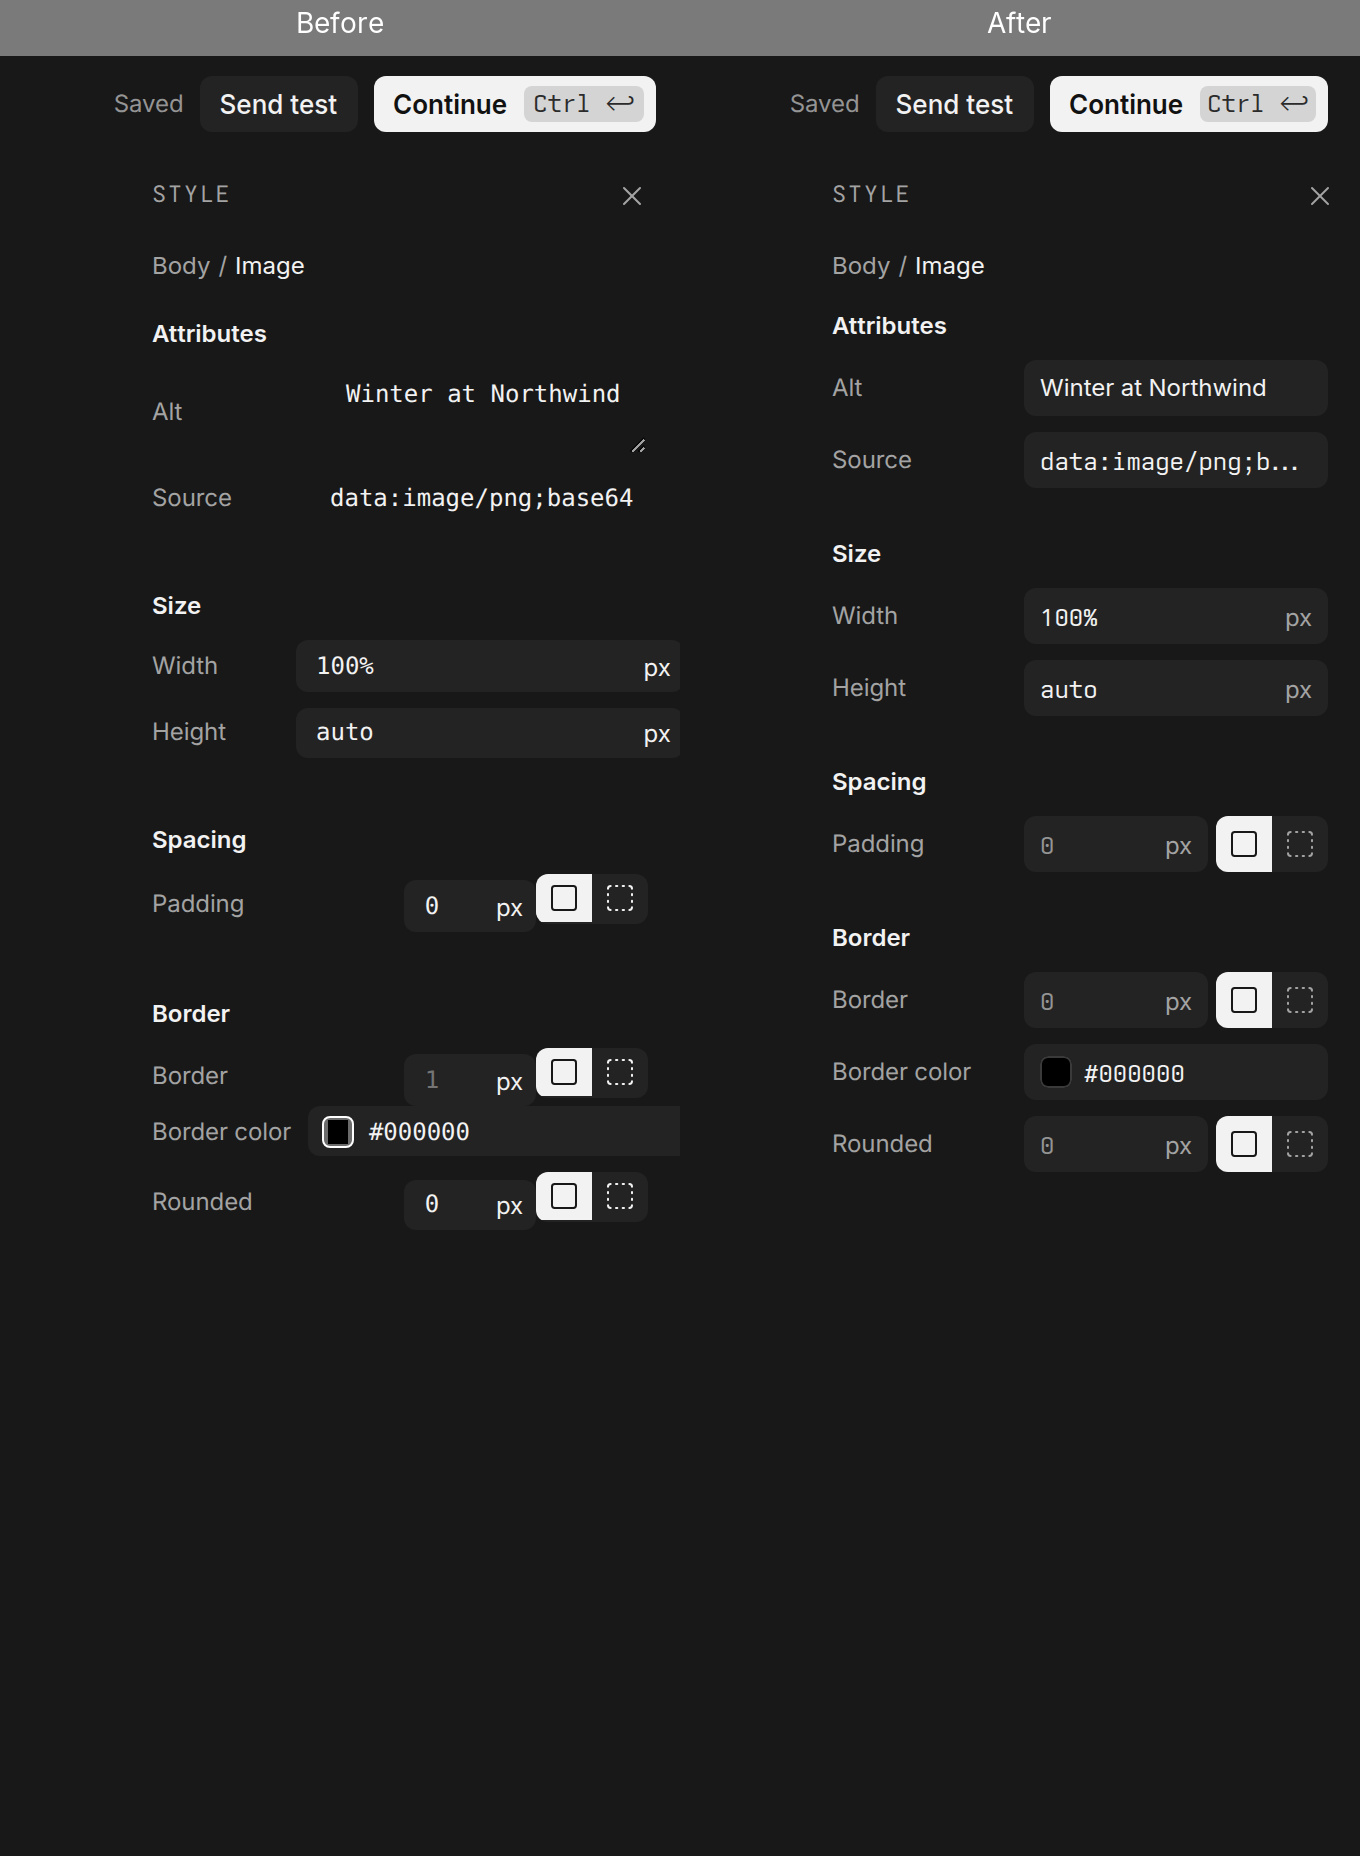 Before
Saved Send test Continue Ctrl ↩
STYLE
Body / Image
Attributes
Alt Winter at Northwind
Source data:image/png;base64
Size
Width 100% px
Height auto px
Spacing
Padding 0 px
Border
Border 1 px
Border color #000000
Rounded 0 px
After
Saved Send test Continue Ctrl ↩
STYLE
Body / Image
Attributes
Alt Winter at Northwind
Source data:image/png;b...
Size
Width 100% px
Height auto px
Spacing
Padding 0 px
Border
Border 0 px
Border color #000000
Rounded 0 px